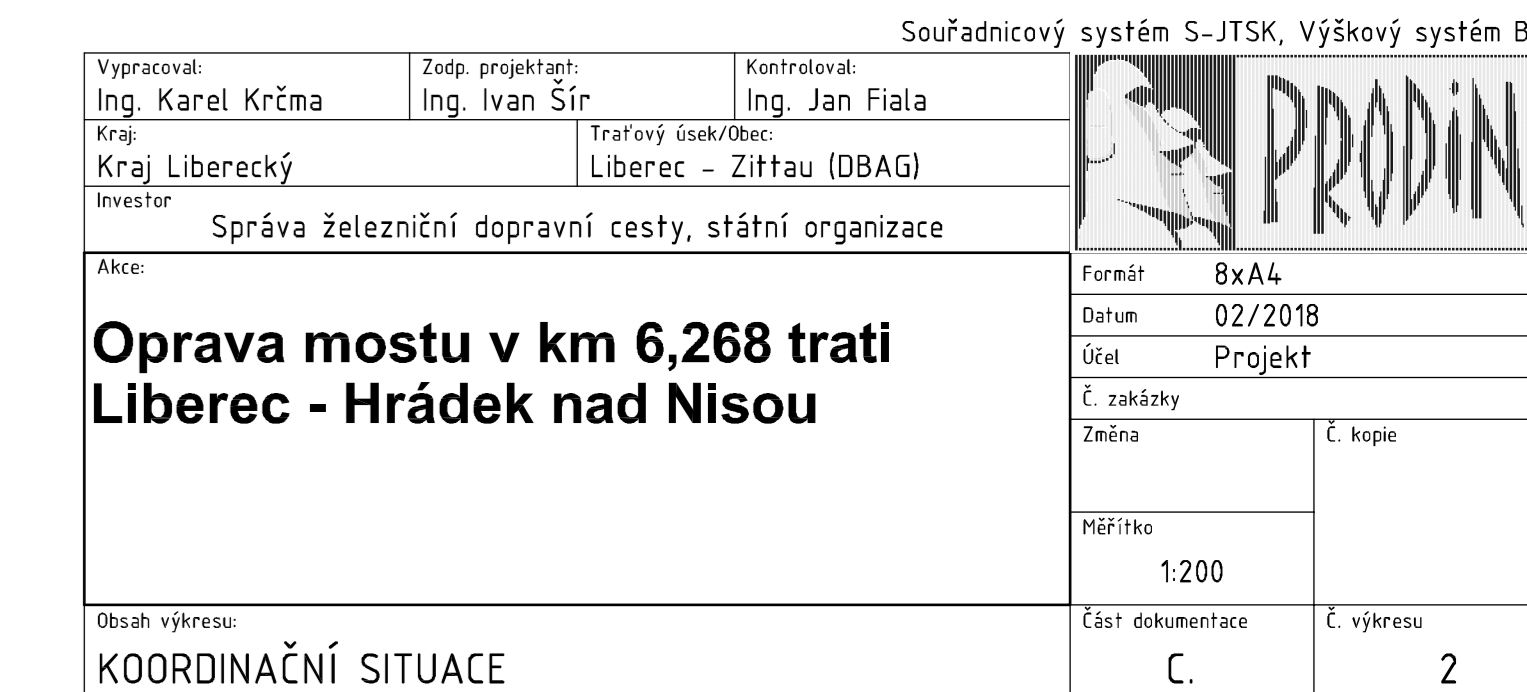 Souřadnicový systém S-JTSK, Výškový systém B
Vypracoval:
Ing. Karel Krčma
Zodp. projektant:
Ing. Ivan Šír
Kontroloval:
Ing. Jan Fiala
PRODIN
Kraj:
Kraj Liberecký
Traťový úsek/Obec:
Liberec - Zittau (DBAG)
Investor
Správa železniční dopravní cesty, státní organizace
Akce:
Oprava mostu v km 6,268 trati
Liberec - Hrádek nad Nisou
Formát 8xA4
Datum 02/2018
Účel Projekt
Č. zakázky
Změna
Č. kopie
Měřítko
1:200
Obsah výkresu:
KOORDINAČNÍ SITUACE
Část dokumentace
C.
Č. výkresu
2